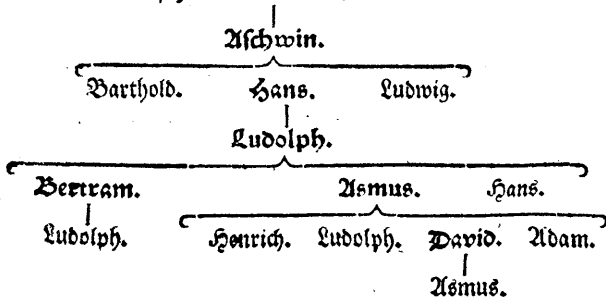 Aschwin.
Barthold. Hans. Ludwig.
Ludolph.
Bertram. Asmus. Hans.
Ludolph. Henrich. Ludolph. David. Adam.
Asmus.